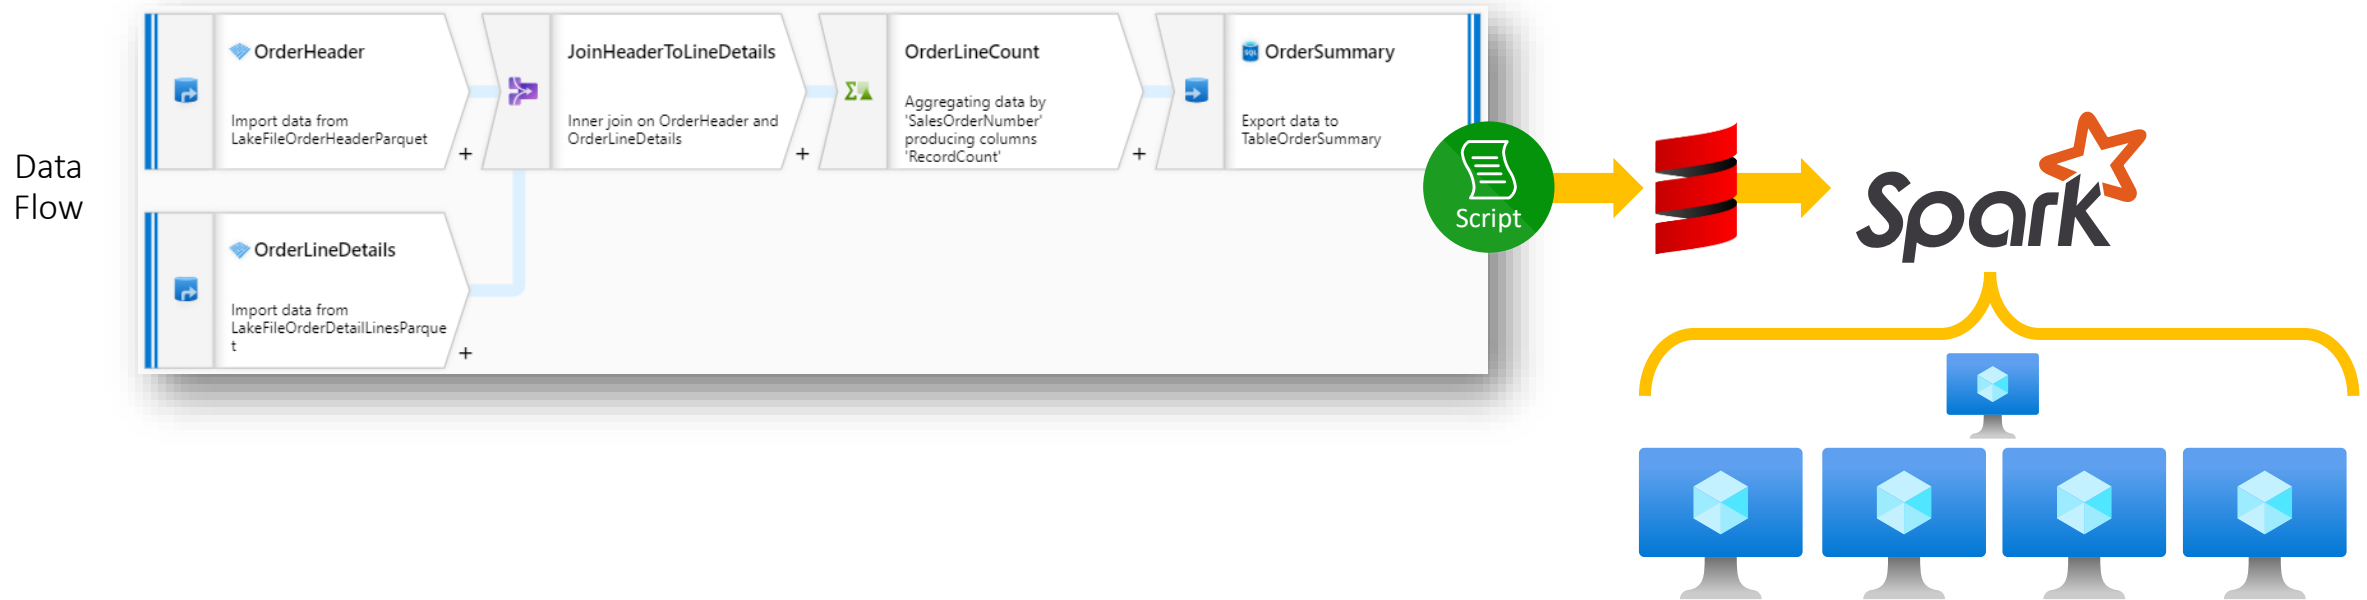 Data
Flow
OrderHeader
Import data from
LakeFileOrderHeaderParquet
+
JoinHeaderToLineDetails
Inner join on OrderHeader and
OrderLineDetails
+
OrderLineCount
Aggregating data by
'SalesOrderNumber'
producing columns
'RecordCount'
+
SQL
OrderSummary
Export data to
TableOrderSummary
OrderLineDetails
Import data from
LakeFileOrderDetailLinesParque
t
+
Script
Spark